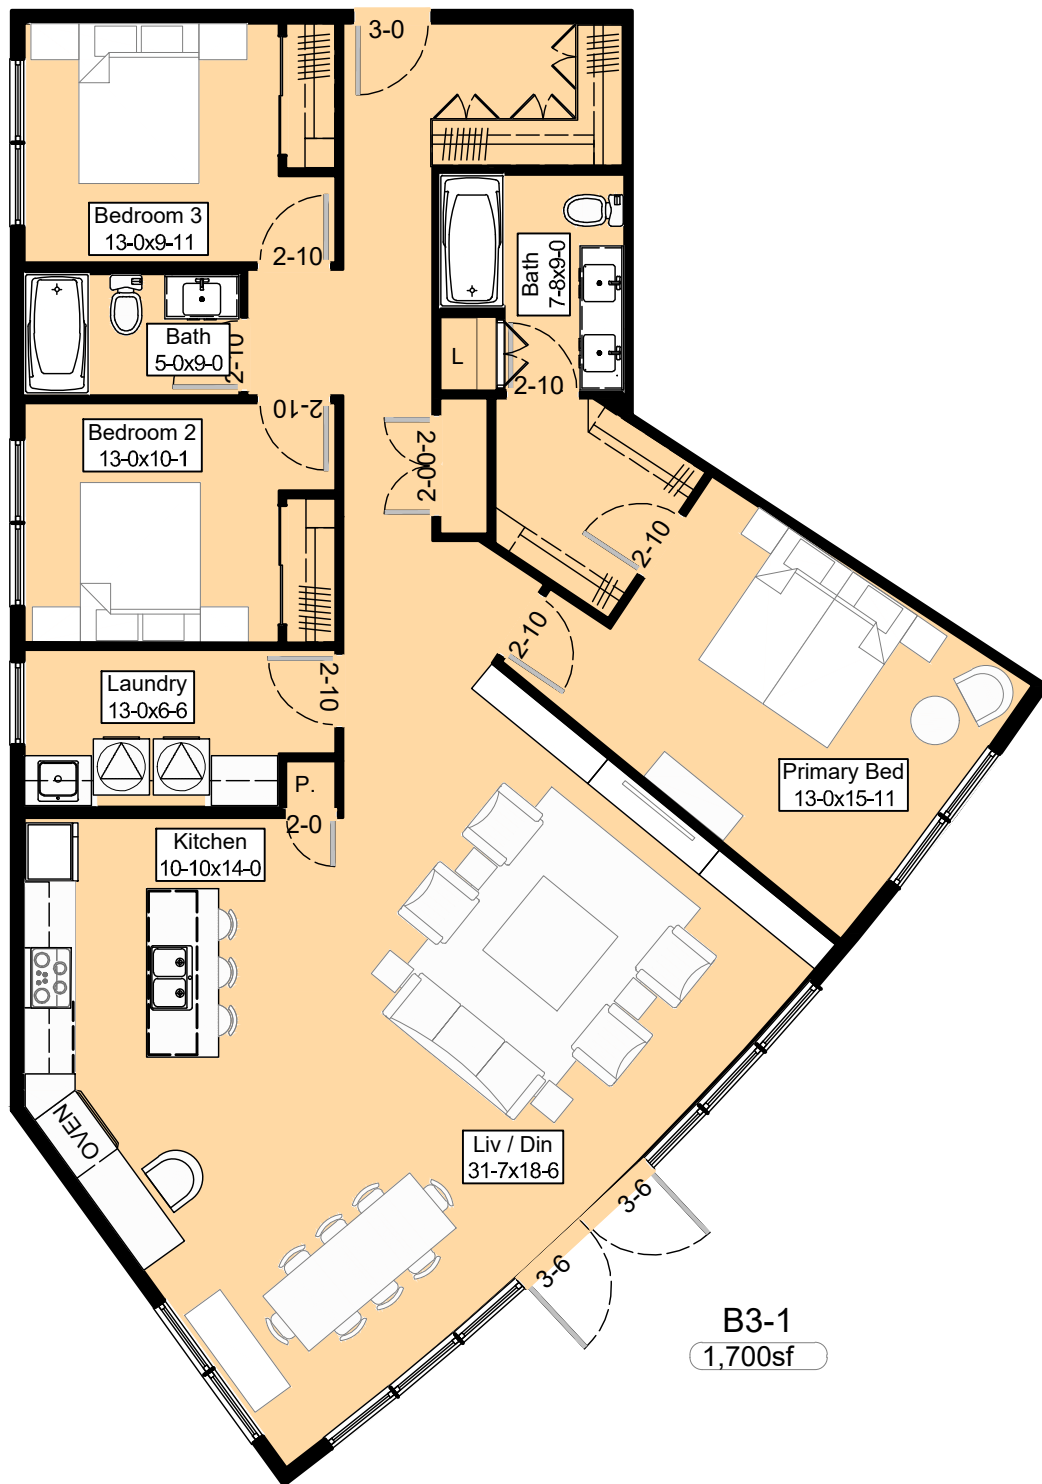 3-0
Bedroom 3
13-0x9-11
2-10
Bath
7-8x9-0
Bath
5-0x9-0
2-10
L
2-10
2-10
Bedroom 2
13-0x10-1
2-0
2-0
2-10
2-10
Laundry
13-0x6-6
2-10
P.
2-0
Primary Bed
13-0x15-11
Kitchen
10-10x14-0
OVEN
Liv / Din
31-7x18-6
3-6
3-6
B3-1
1,700sf